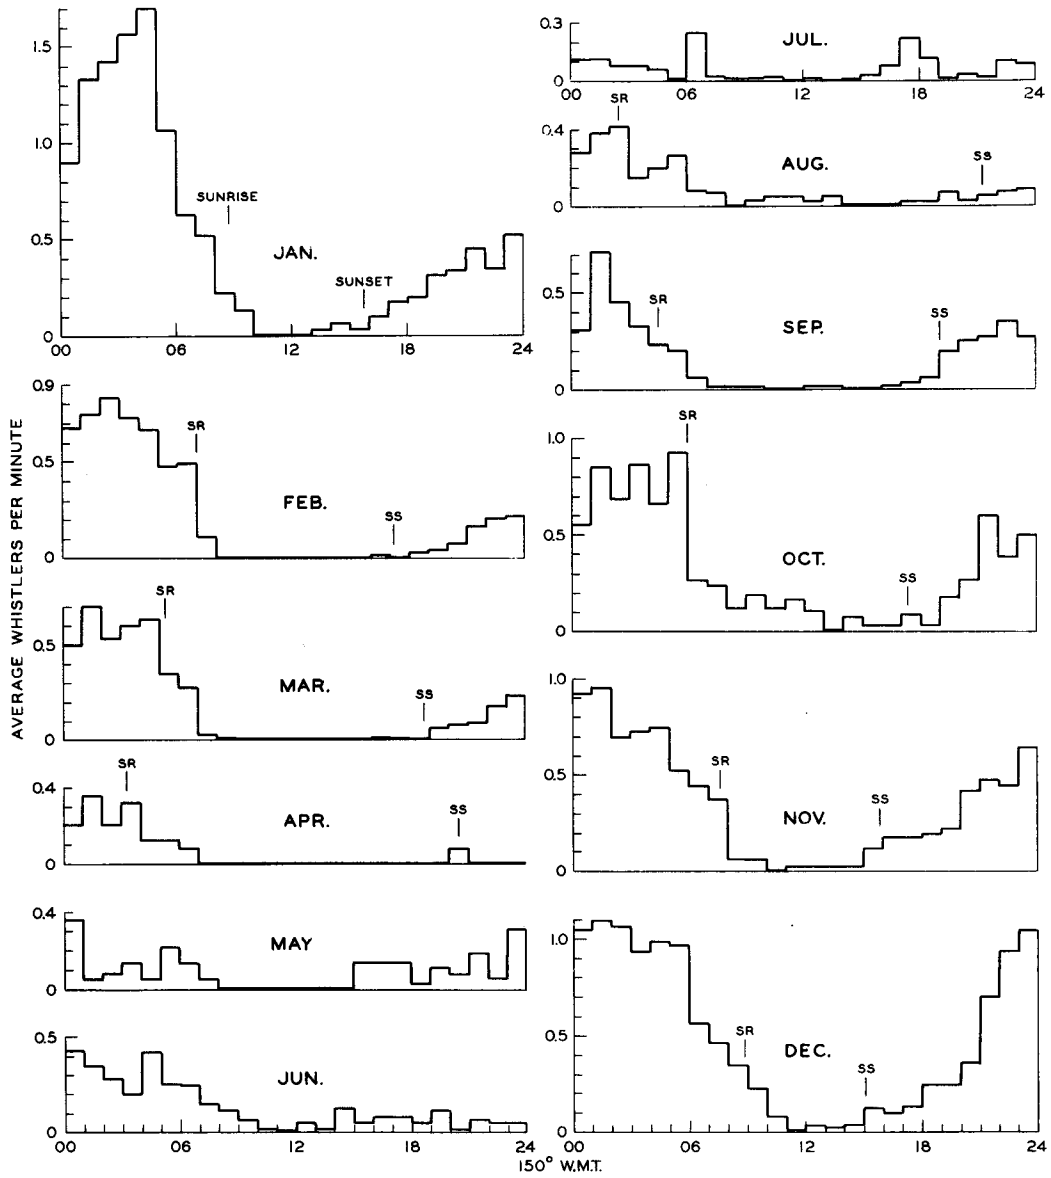 AVERAGE WHISTLERS PER MINUTE
1.5
1.0
0.5
0
SUNRISE
JAN.
SUNSET
00 06 12 18 24
0.9
0.5
0
SR
FEB.
SS
0.5
0
SR
MAR.
SS
0.4
0
SR
APR.
SS
0.4
0
MAY
0.5
0
JUN.
00 06 12 18 24
0.3
0
JUL.
00 06 12 18 24
0.4
0
SR
AUG.
SS
0.5
0
SR
SEP.
SS
1.0
0.5
0
SR
OCT.
SS
1.0
0.5
0
SR
NOV.
SS
1.0
0.5
0
SR
DEC.
SS
00 06 12 18 24
150° W.M.T.